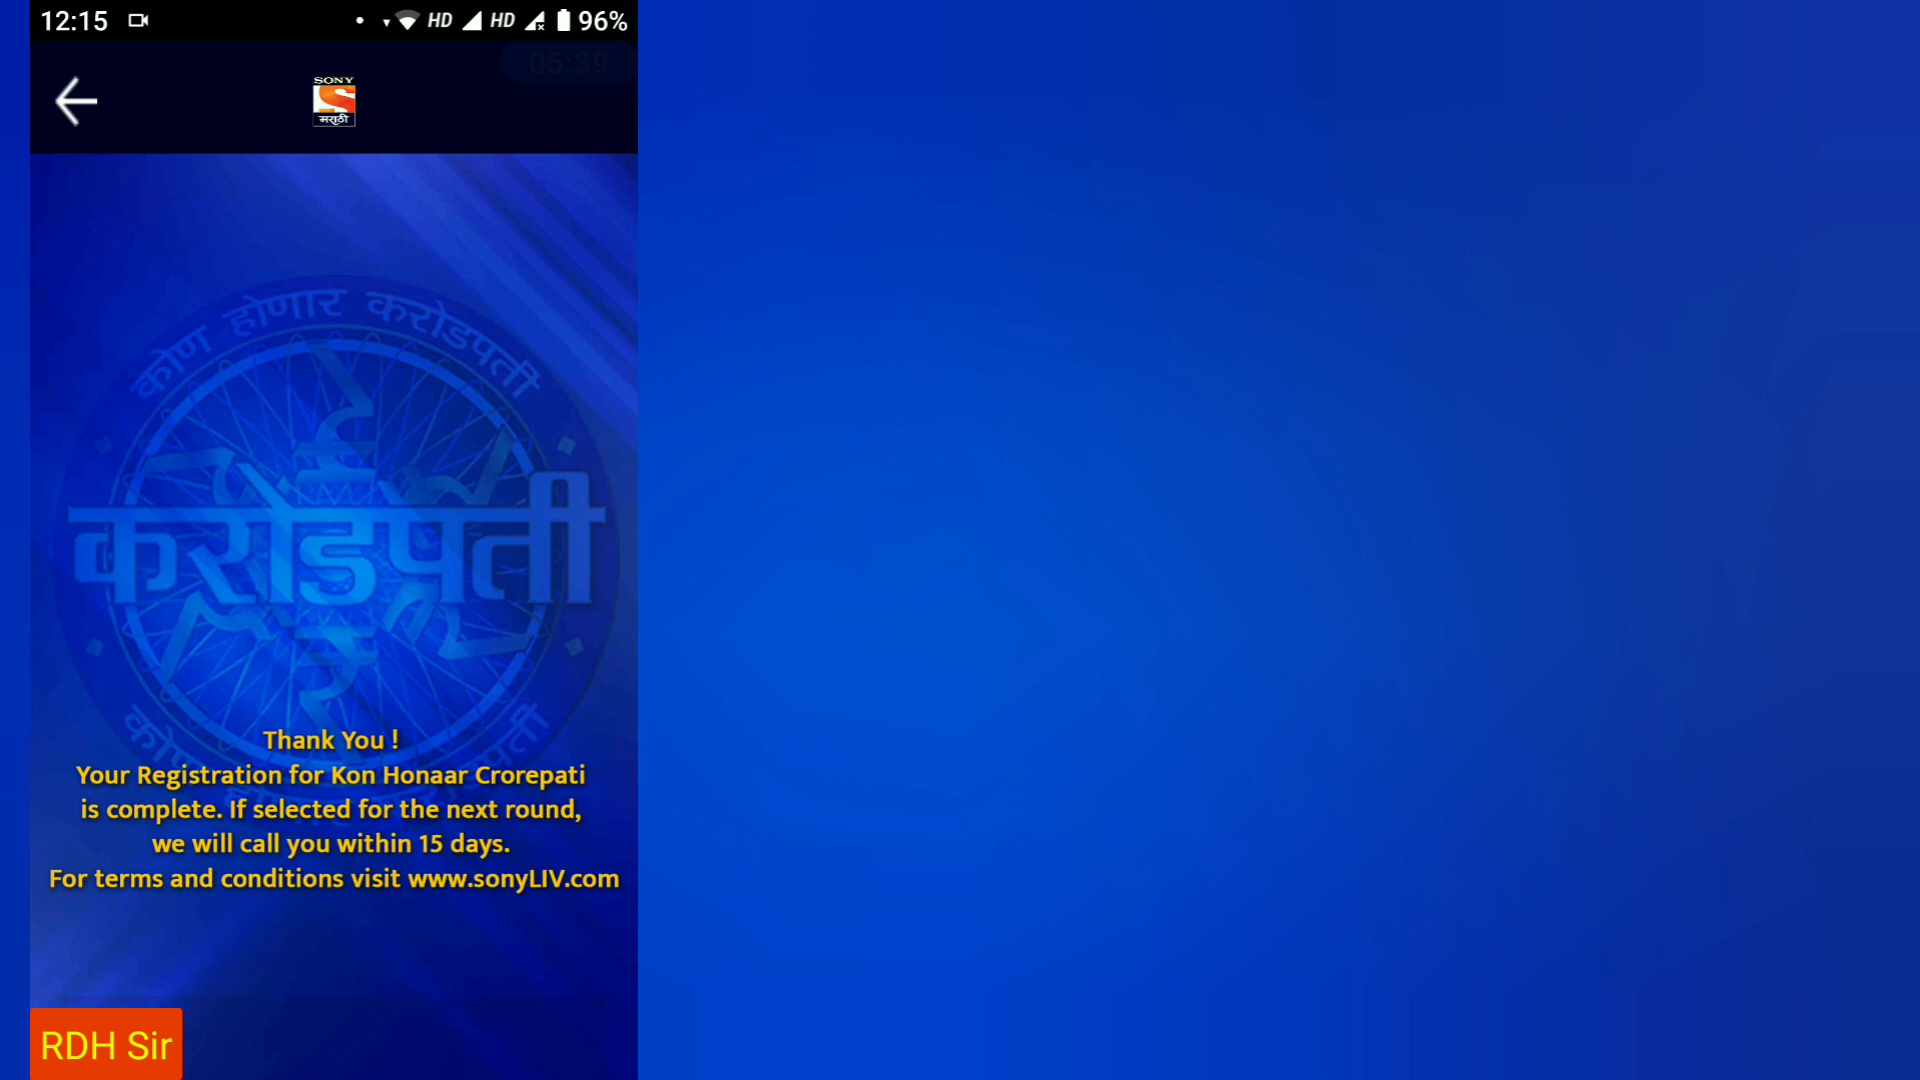 12:15
HD HD 96%
05:39
SONY
मराठी
कोण होणार करोडपती
करोडपती
Thank You !
Your Registration for Kon Honaar Crorepati
is complete. If selected for the next round,
we will call you within 15 days.
For terms and conditions visit www.sonyLIV.com
RDH Sir